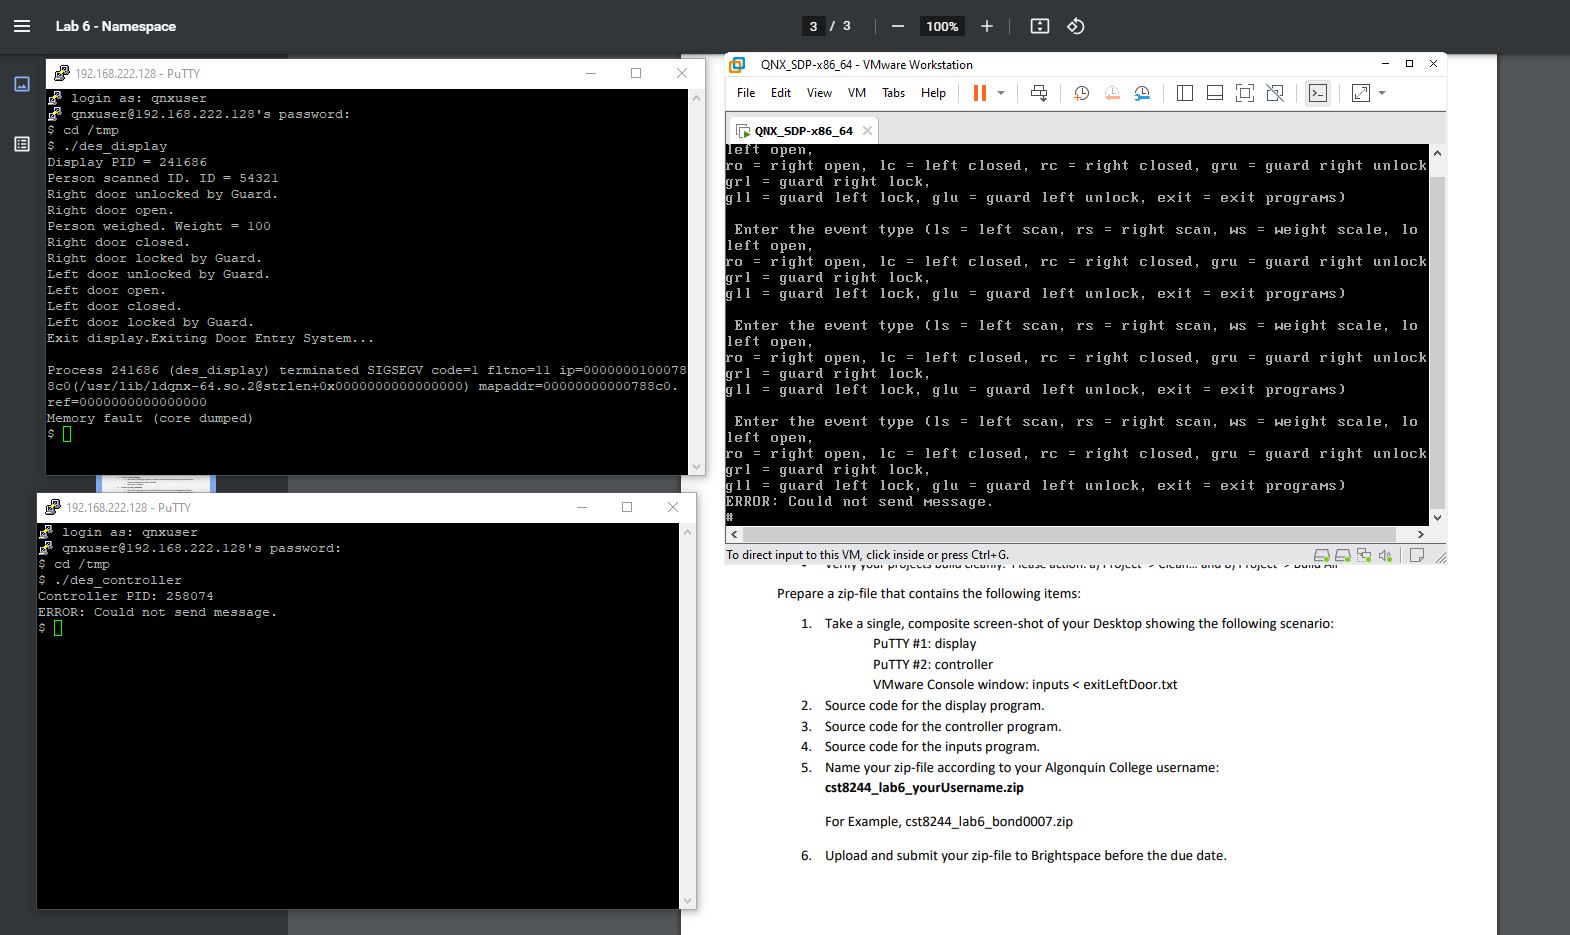 Lab 6 - Namespace
3 / 3
100%
192.168.222.128 - PuTTY
login as: qnxuser
qnxuser@192.168.222.128's password:
$ cd /tmp
$ ./des_display
Display PID = 241686
Person scanned ID. ID = 54321
Right door unlocked by Guard.
Right door open.
Person weighed. Weight = 100
Right door closed.
Right door locked by Guard.
Left door unlocked by Guard.
Left door open.
Left door closed.
Left door locked by Guard.
Exit display.Exiting Door Entry System...
Process 241686 (des_display) terminated SIGSEGV code=1 fltno=11 ip=0000000100078
8c0(/usr/lib/ldqnx-64.so.2@strlen+0x0000000000000000) mapaddr=00000000000788c0.
ref=0000000000000000
Memory fault (core dumped)
$
192.168.222.128 - PuTTY
login as: qnxuser
qnxuser@192.168.222.128's password:
$ cd /tmp
$ ./des_controller
Controller PID: 258074
ERROR: Could not send message.
$
QNX_SDP-x86_64 - VMware Workstation
File Edit View VM Tabs Help
QNX_SDP-x86_64
left open,
ro = right open, lc = left closed, rc = right closed, gru = guard right unlock
grl = guard right lock,
gll = guard left lock, glu = guard left unlock, exit = exit programs)
Enter the event type (ls = left scan, rs = right scan, ws = weight scale, lo
left open,
ro = right open, lc = left closed, rc = right closed, gru = guard right unlock
grl = guard right lock,
gll = guard left lock, glu = guard left unlock, exit = exit programs)
Enter the event type (ls = left scan, rs = right scan, ws = weight scale, lo
left open,
ro = right open, lc = left closed, rc = right closed, gru = guard right unlock
grl = guard right lock,
gll = guard left lock, glu = guard left unlock, exit = exit programs)
Enter the event type (ls = left scan, rs = right scan, ws = weight scale, lo
left open,
ro = right open, lc = left closed, rc = right closed, gru = guard right unlock
grl = guard right lock,
gll = guard left lock, glu = guard left unlock, exit = exit programs)
ERROR: Could not send message.
#
To direct input to this VM, click inside or press Ctrl+G.
Verify your projects build cleanly. Please action: a) Project -> Clean... and b) Project -> Build All
Prepare a zip-file that contains the following items:
1. Take a single, composite screen-shot of your Desktop showing the following scenario:
PuTTY #1: display
PuTTY #2: controller
VMware Console window: inputs < exitLeftDoor.txt
2. Source code for the display program.
3. Source code for the controller program.
4. Source code for the inputs program.
5. Name your zip-file according to your Algonquin College username:
cst8244_lab6_yourUsername.zip
For Example, cst8244_lab6_bond0007.zip
6. Upload and submit your zip-file to Brightspace before the due date.